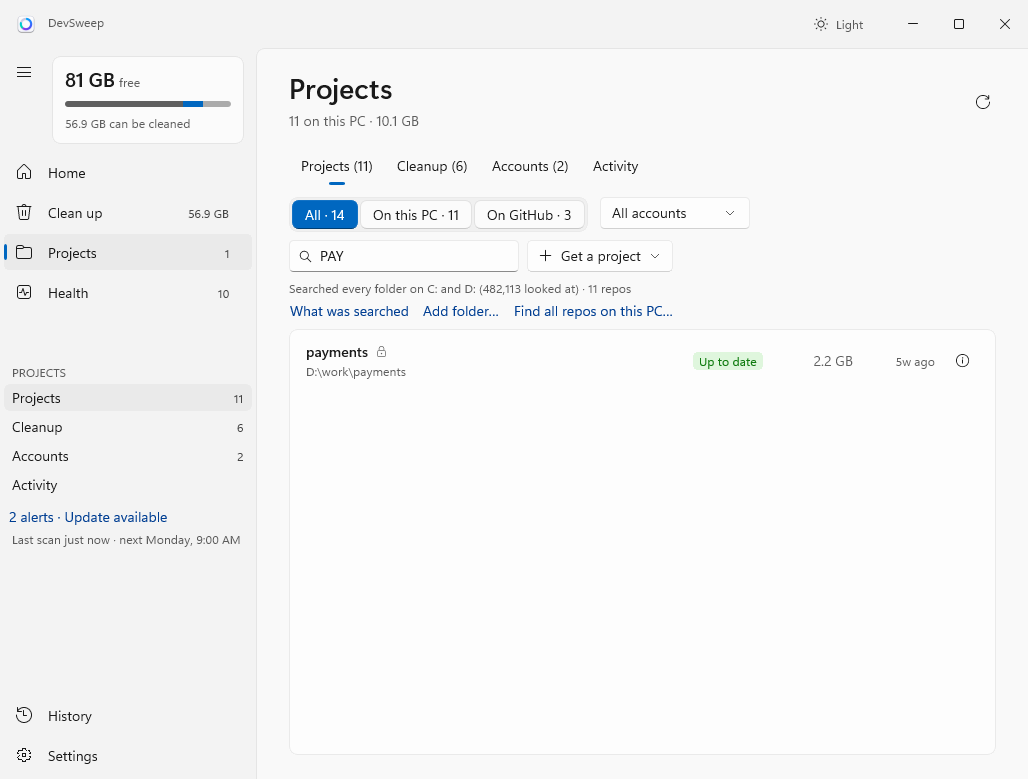 DevSweep
Light
81 GB free
56.9 GB can be cleaned
Home
Clean up 56.9 GB
Projects 1
Health 10
PROJECTS
Projects 11
Cleanup 6
Accounts 2
Activity
2 alerts · Update available
Last scan just now · next Monday, 9:00 AM
History
Settings
Projects
11 on this PC · 10.1 GB
Projects (11) Cleanup (6) Accounts (2) Activity
All · 14 On this PC · 11 On GitHub · 3 All accounts
PAY Get a project
Searched every folder on C: and D: (482,113 looked at) · 11 repos
What was searched Add folder... Find all repos on this PC...
payments Up to date 2.2 GB 5w ago
D:\work\payments